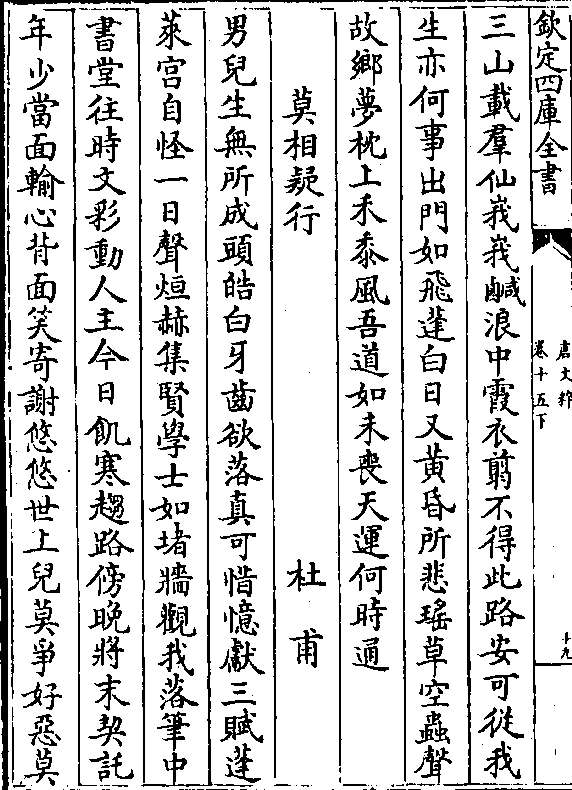 欽定四庫全書
唐文粹
卷十五下
十九
三山載羣仙峩峩鹹浪中霞衣翦不得此路安可從我
生亦何事出門如飛蓬白日又黃昏所悲瑤草空蟲聲
故鄉夢枕上禾黍風吾道如未喪天運何時通
莫相疑行
杜甫
男兒生無所成頭皓白牙齒欲落真可惜憶獻三賦蓬
萊宮自怪一日聲烜赫集賢學士如堵牆觀我落筆中
書堂往時文彩動人主今日飢寒趨路傍晚將末契託
年少當面輸心背面笑寄謝悠悠世上兒莫爭好惡莫